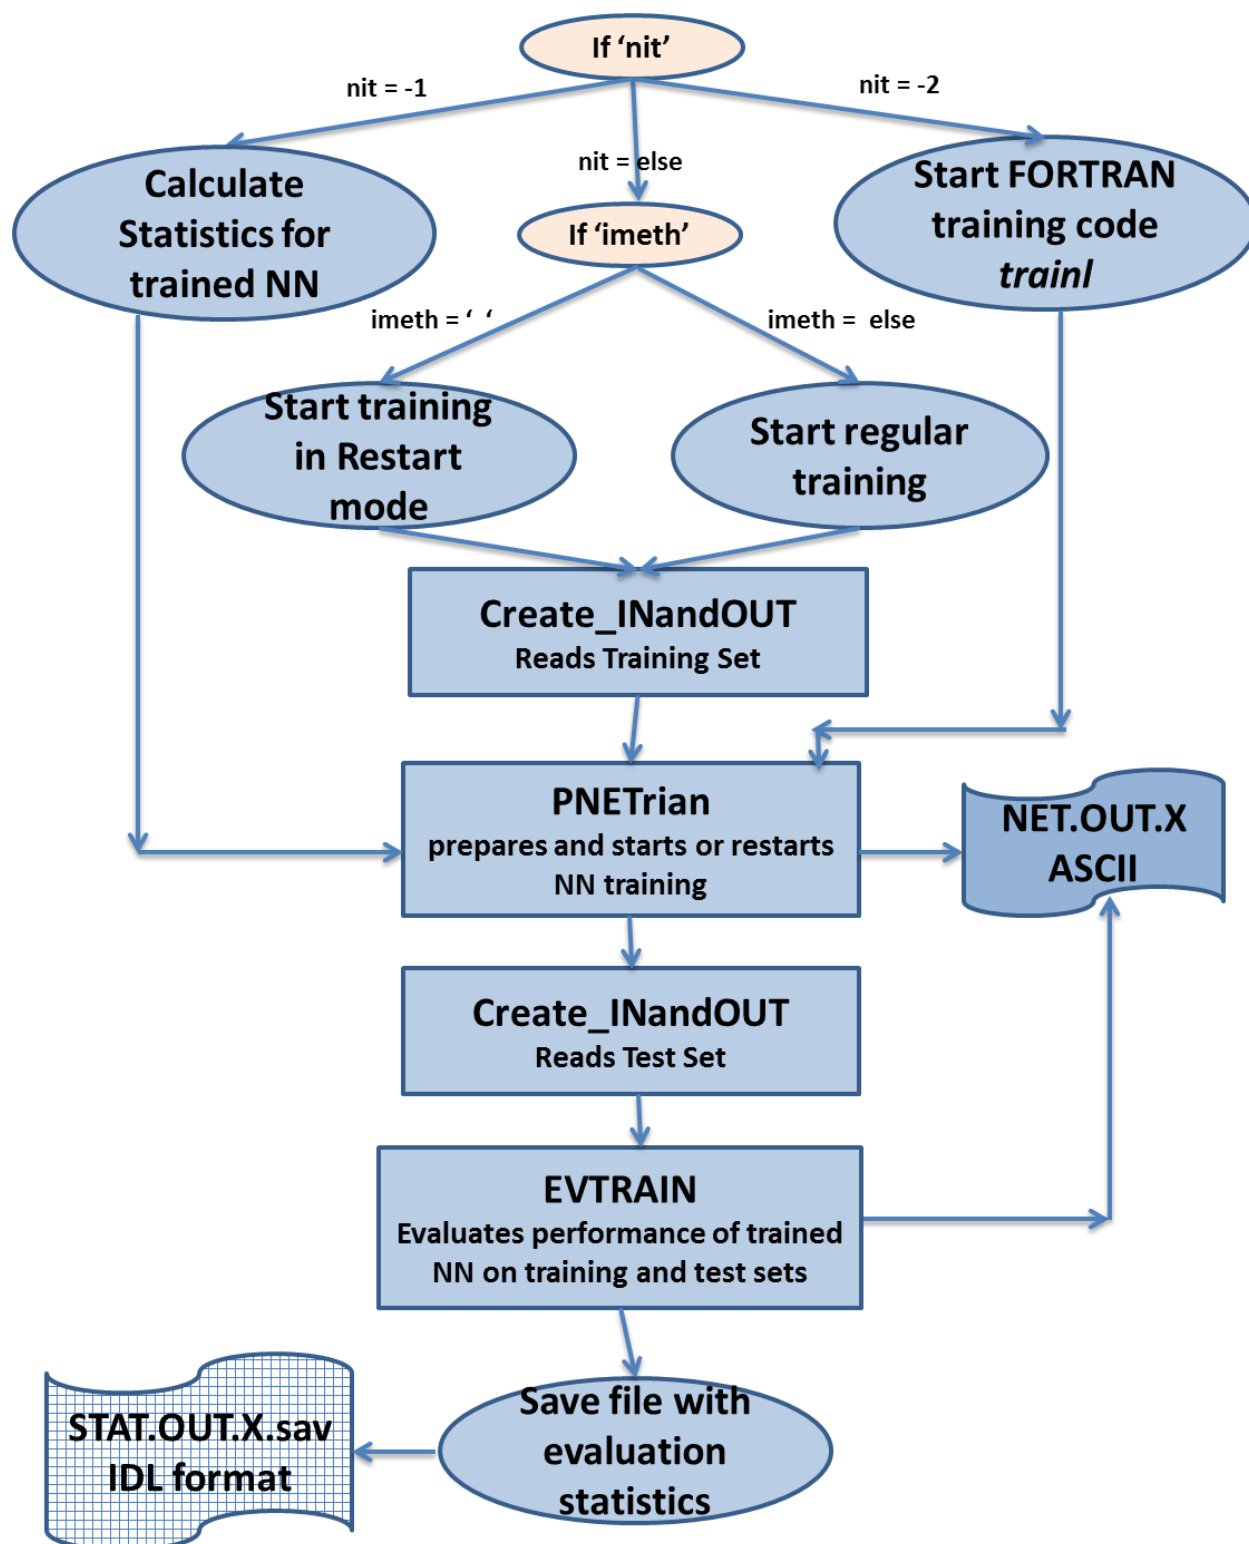 If ‘nit’
nit = -1
nit = -2
nit = else
Calculate
Statistics for
trained NN
Start FORTRAN
training code
trainl
If ‘imeth’
imeth = ‘ ‘
imeth = else
Start training
in Restart
mode
Start regular
training
Create_INandOUT
Reads Training Set
PNETrian
prepares and starts or restarts
NN training
NET.OUT.X
ASCII
Create_INandOUT
Reads Test Set
EVTRAIN
Evaluates performance of trained
NN on training and test sets
Save file with
evaluation
statistics
STAT.OUT.X.sav
IDL format